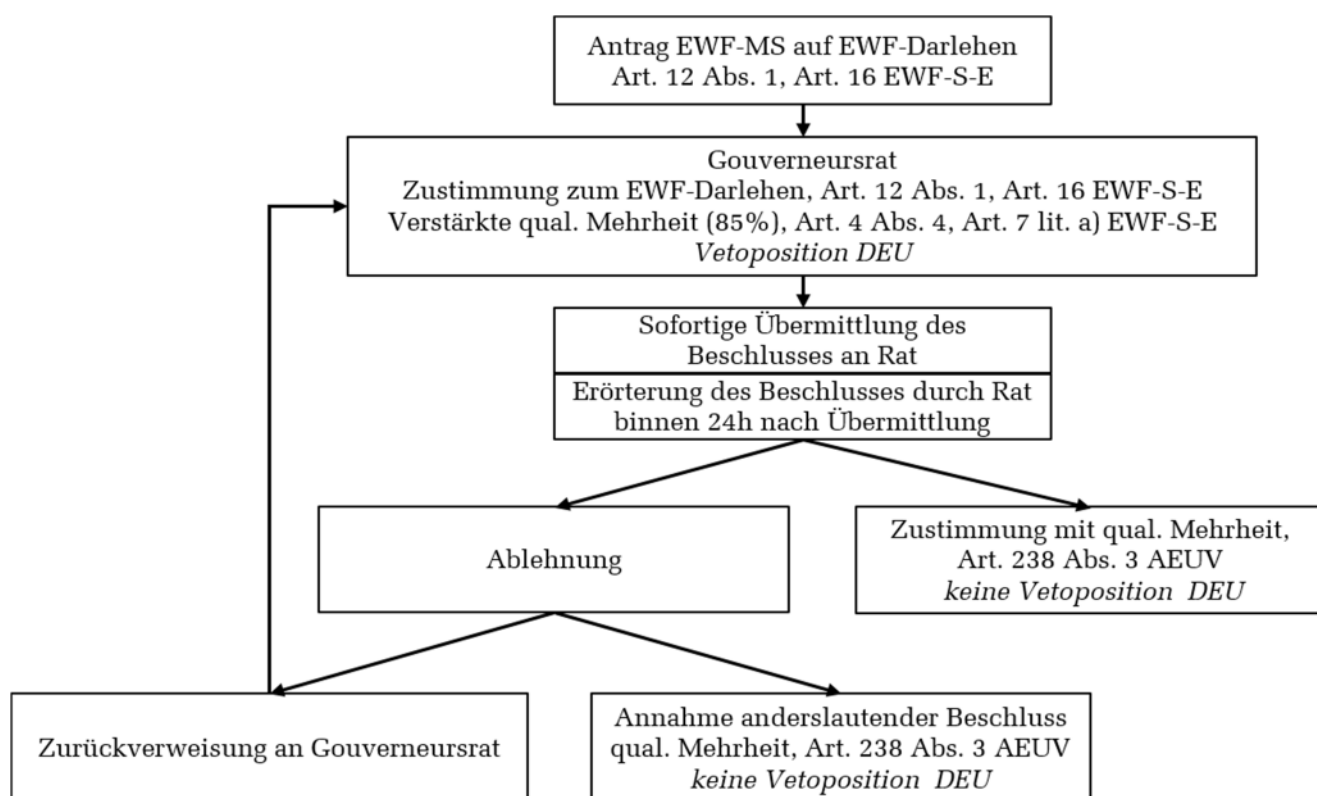 Antrag EWF-MS auf EWF-Darlehen
Art. 12 Abs. 1, Art. 16 EWF-S-E
Gouverneursrat
Zustimmung zum EWF-Darlehen, Art. 12 Abs. 1, Art. 16 EWF-S-E
Verstärkte qual. Mehrheit (85%), Art. 4 Abs. 4, Art. 7 lit. a) EWF-S-E
Vetoposition DEU
Sofortige Übermittlung des
Beschlusses an Rat
Erörterung des Beschlusses durch Rat
binnen 24h nach Übermittlung
Ablehnung
Zustimmung mit qual. Mehrheit,
Art. 238 Abs. 3 AEUV
keine Vetoposition DEU
Zurückverweisung an Gouverneursrat
Annahme anderslautender Beschluss
qual. Mehrheit, Art. 238 Abs. 3 AEUV
keine Vetoposition DEU